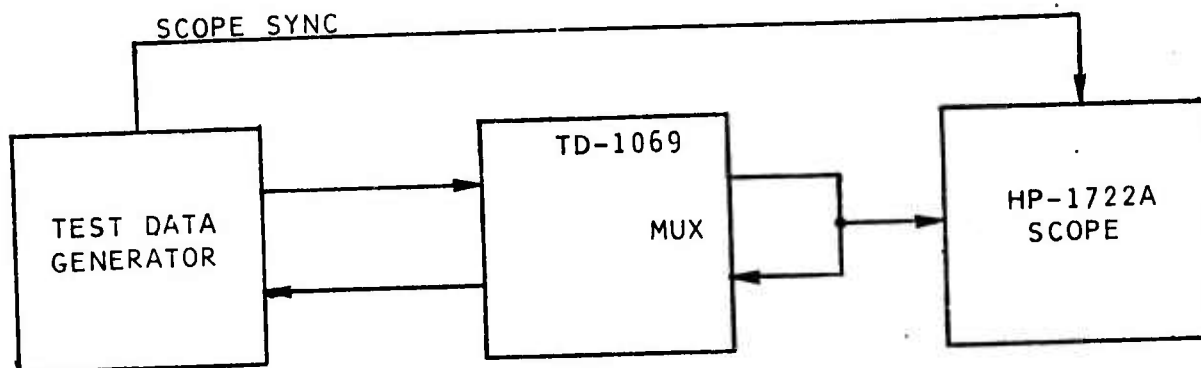 SCOPE SYNC
TEST DATA
GENERATOR
TD-1069
MUX
HP-1722A
SCOPE